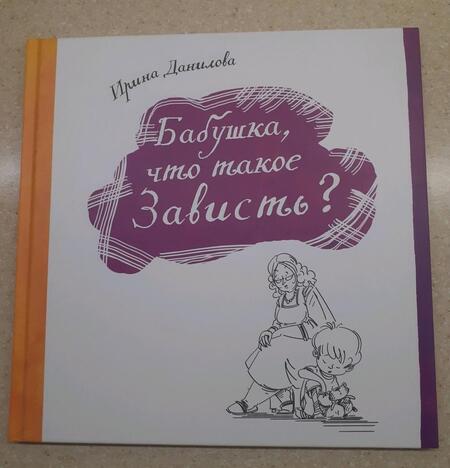 Ирина Данилова
Бабушка,
что такое
Зависть?